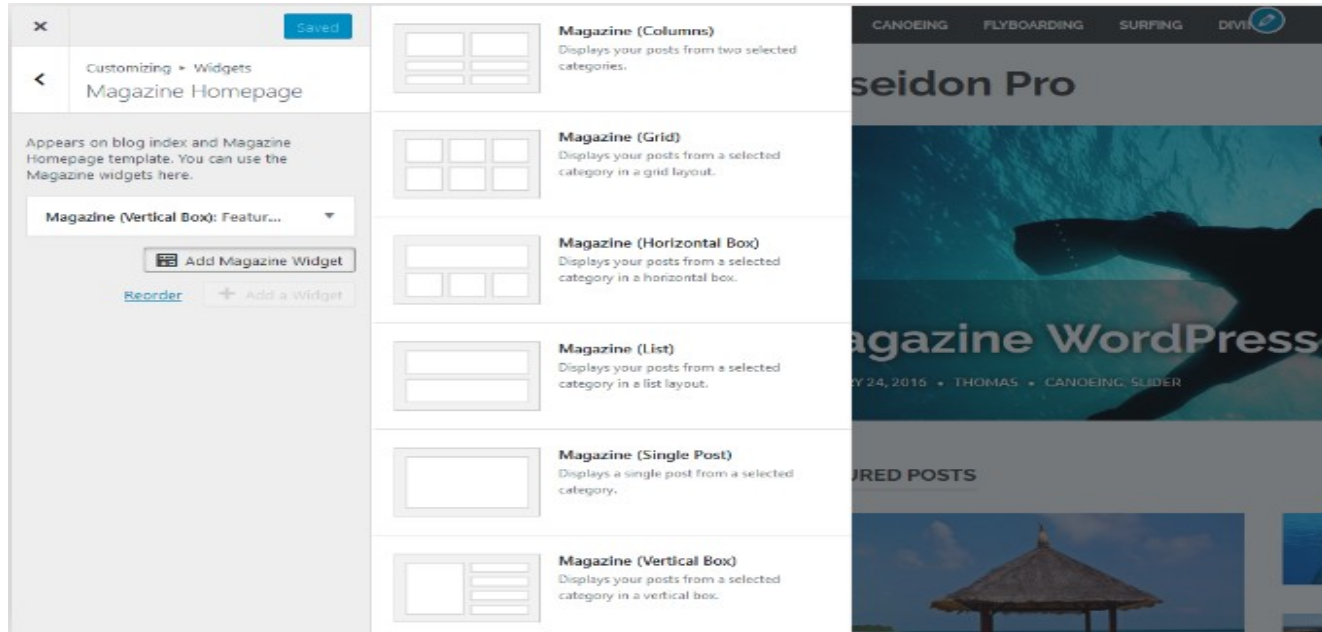 Saved
Customizing ▸ Widgets
Magazine Homepage
Appears on blog index and Magazine
Homepage template. You can use the
Magazine widgets here.
Magazine (Vertical Box): Featur...
Add Magazine Widget
Reorder
Add a Widget
Magazine (Columns)
Displays your posts from two selected
categories.
Magazine (Grid)
Displays your posts from a selected
category in a grid layout.
Magazine (Horizontal Box)
Displays your posts from a selected
category in a horizontal box.
Magazine (List)
Displays your posts from a selected
category in a list layout.
Magazine (Single Post)
Displays a single post from a selected
category.
Magazine (Vertical Box)
Displays your posts from a selected
category in a vertical box.
CANOEING FLYBOARDING SURFING DIVI
seidon Pro
agazine WordPress
Y 24, 2016 • THOMAS • CANOEING, SLIDER
URED POSTS